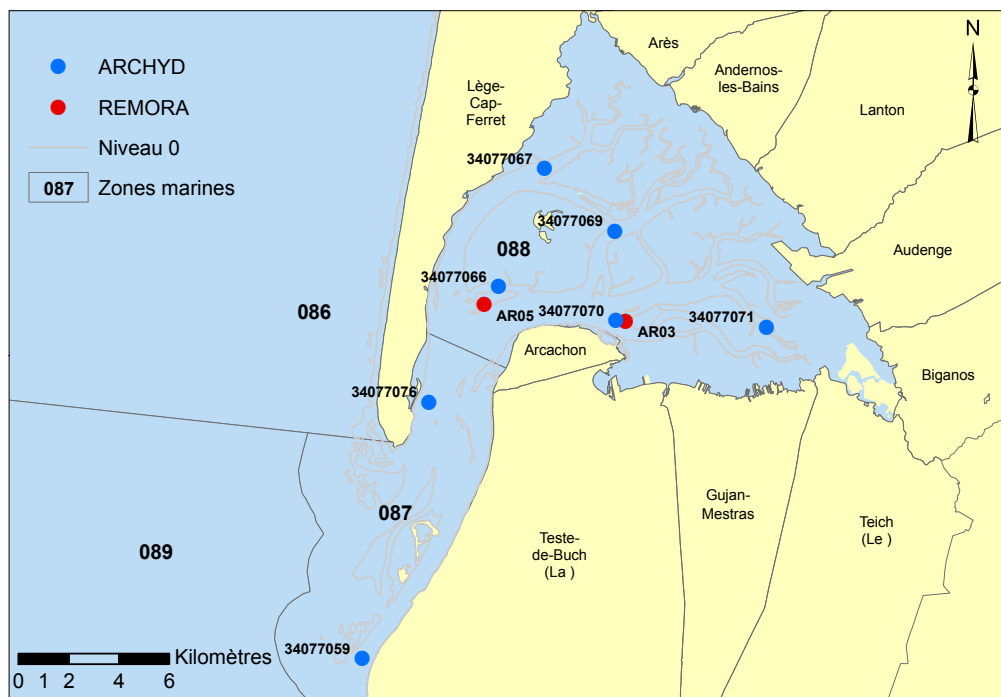 ARCHYD
REMORA
Niveau 0
087 Zones marines
N
Arès
Andernos-
les-Bains
Lège-
Cap-
Ferret
Lanton
34077067
34077069
Audenge
088
34077066
086
AR05
34077070
AR03
34077071
Arcachon
Biganos
34077076
087
Gujan-
Mestras
Teich
(Le )
Teste-
de-Buch
(La )
089
34077059
Kilomètres
0 1 2 4 6